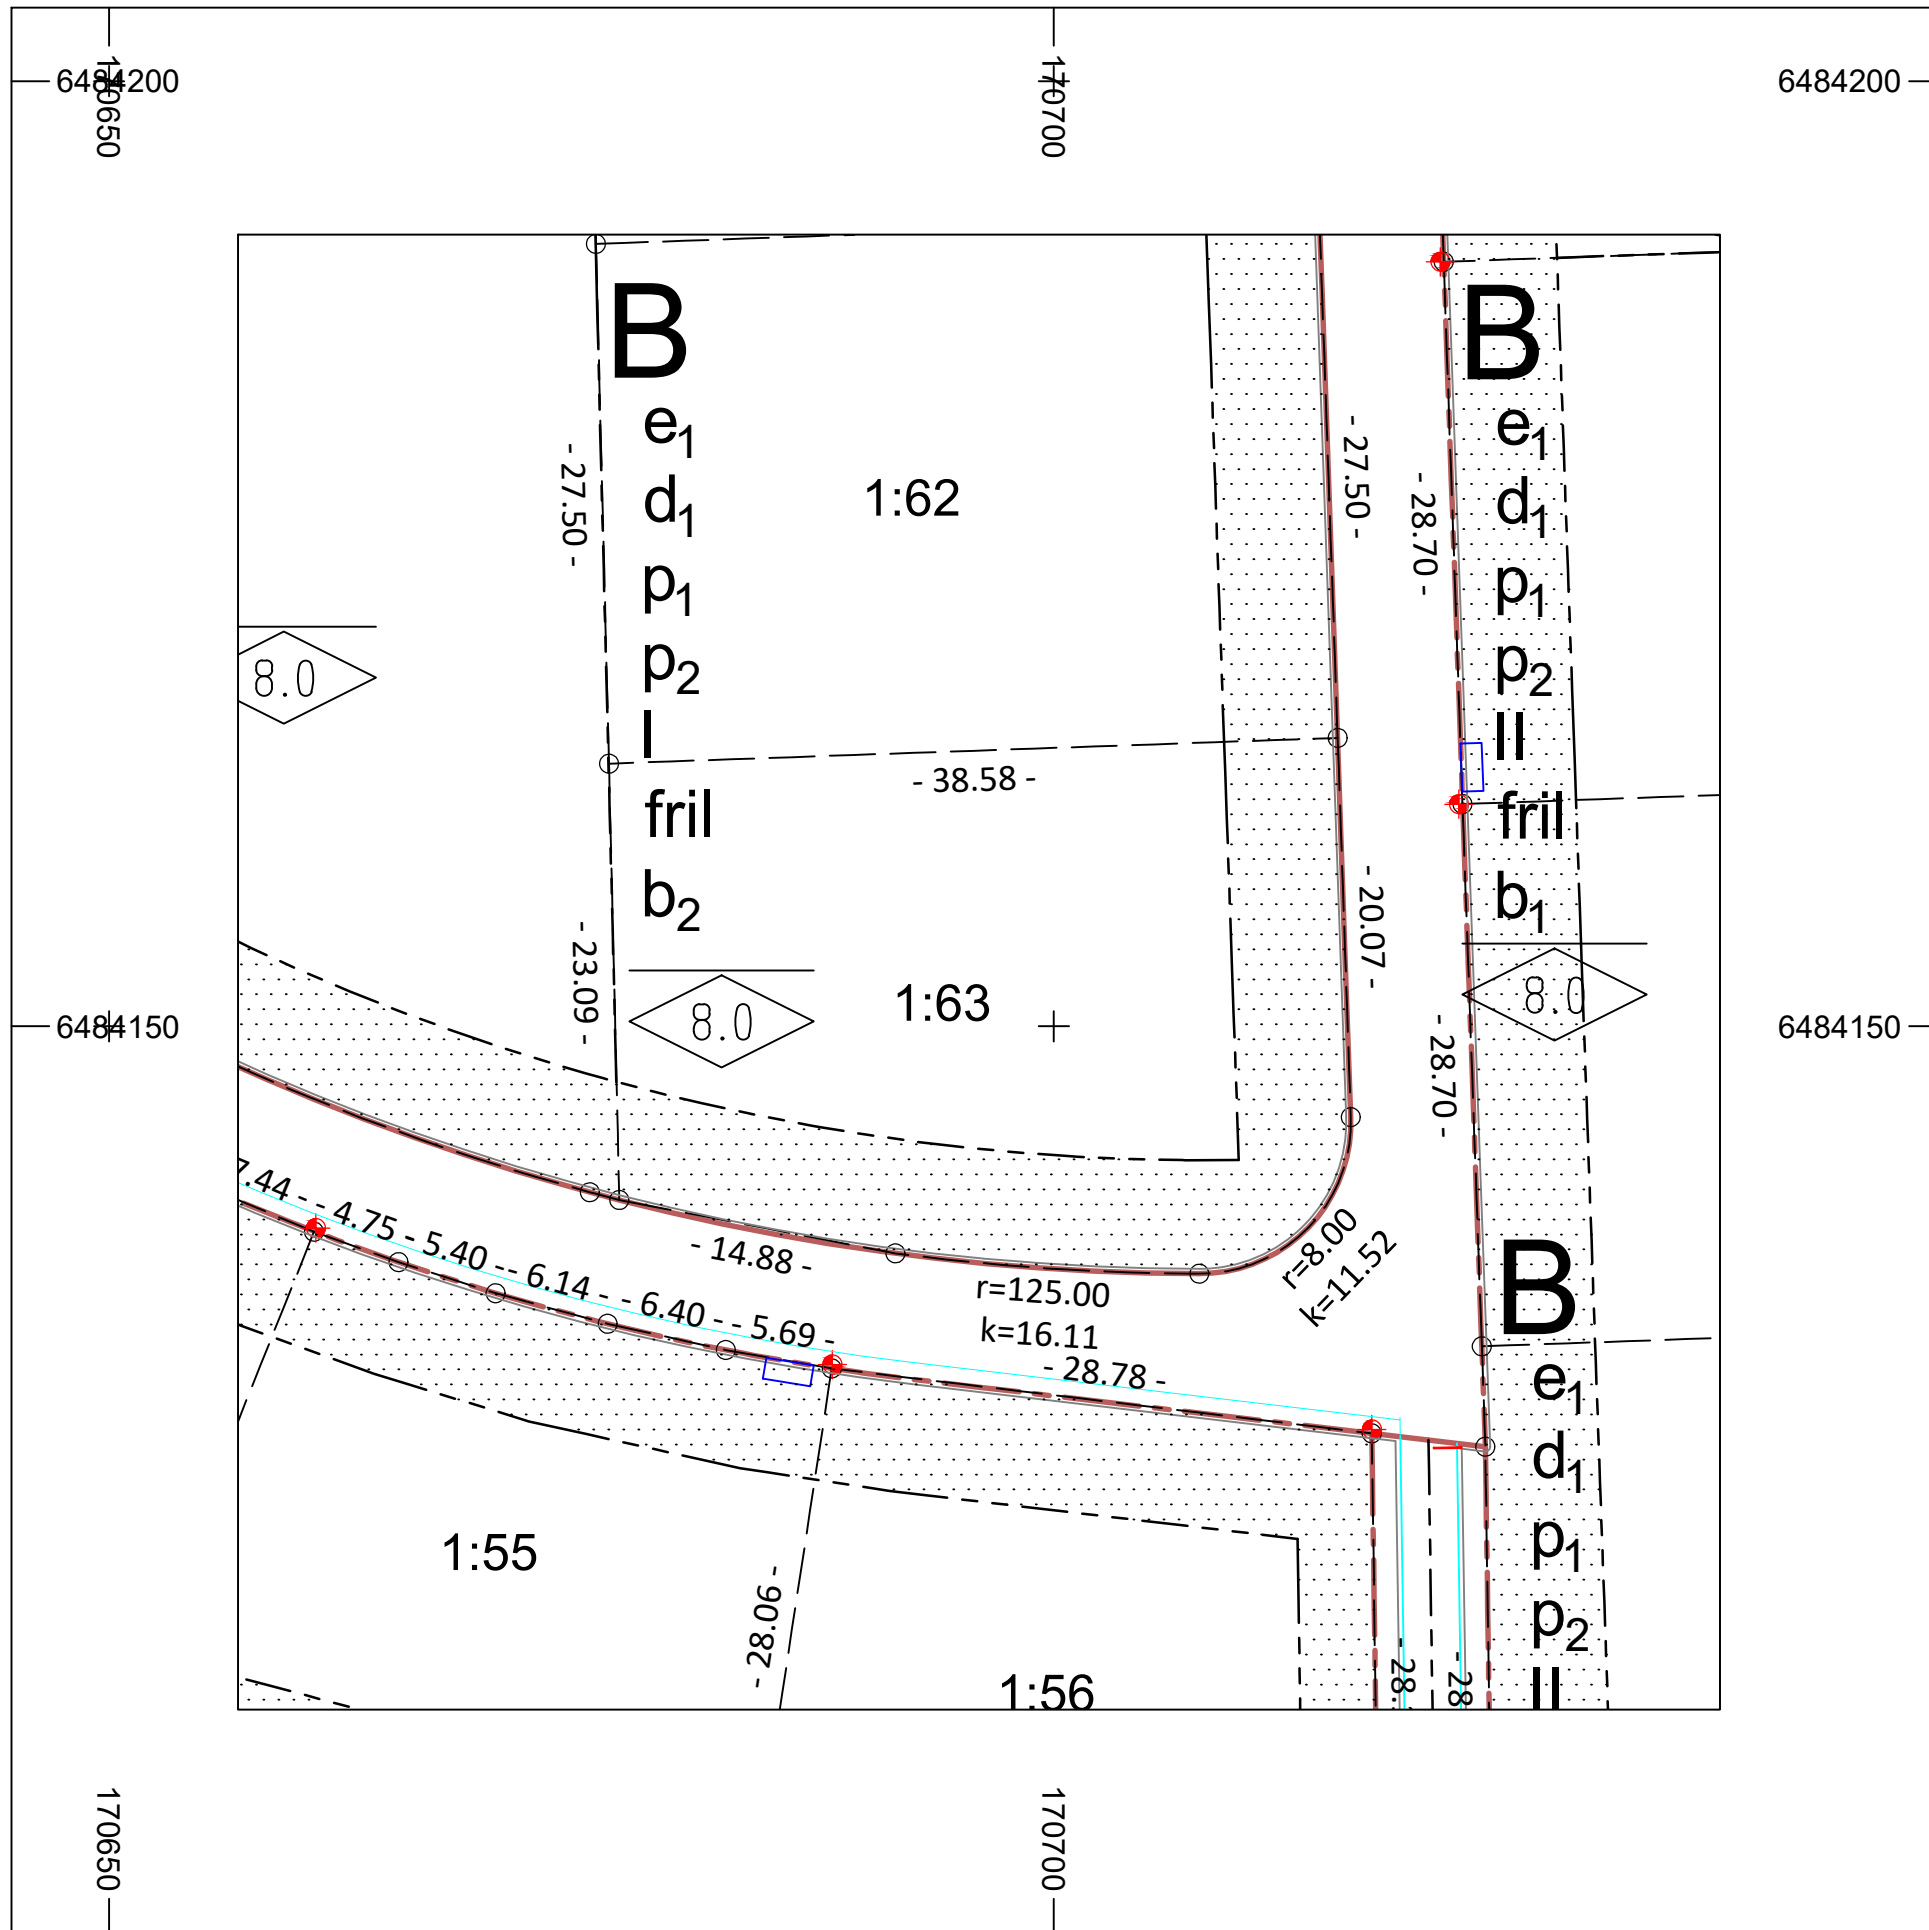 6484200
170650
170700
6484200
B
e1
d1
p1
p2
I
fril
b2
B
e1
d1
p1
p2
II
fril
b1
- 27.50 -
1:62
- 27.50 -
- 28.70 -
8.0
- 38.58 -
- 23.09 -
8.0
1:63
- 20.07 -
8.0
6484150
6484150
- 28.70 -
7.44 -
- 4.75 -
- 5.40 -
- 6.14 -
- 6.40 -
- 5.69 -
- 14.88 -
r=125.00
k=16.11
r=8.00
k=11.52
- 28.78 -
B
e1
d1
p1
p2
II
1:55
- 28.06 -
1:56
- 28.
- 28
170650
170700